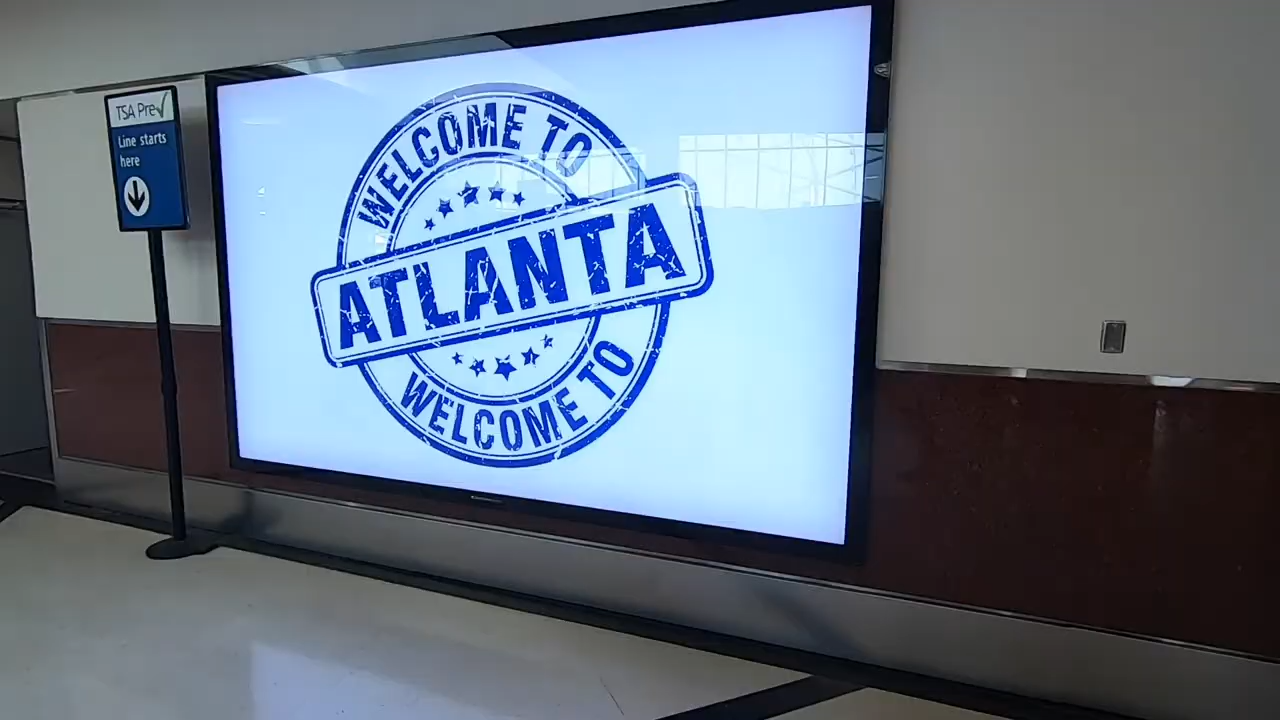 TSA Pre✓
Line starts
here
WELCOME TO
ATLANTA
WELCOME TO